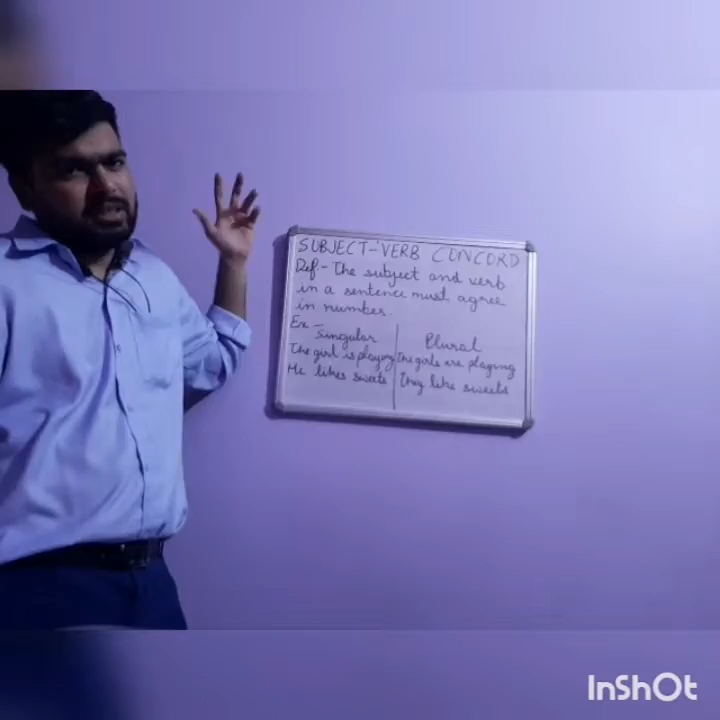 SUBJECT-VERB CONCORD
Def- The subject and verb
in a sentence must agree
in number.
Ex-
Singular
The girl is playing
He likes sweets
Plural
The girls are playing
They like sweets
InShOt